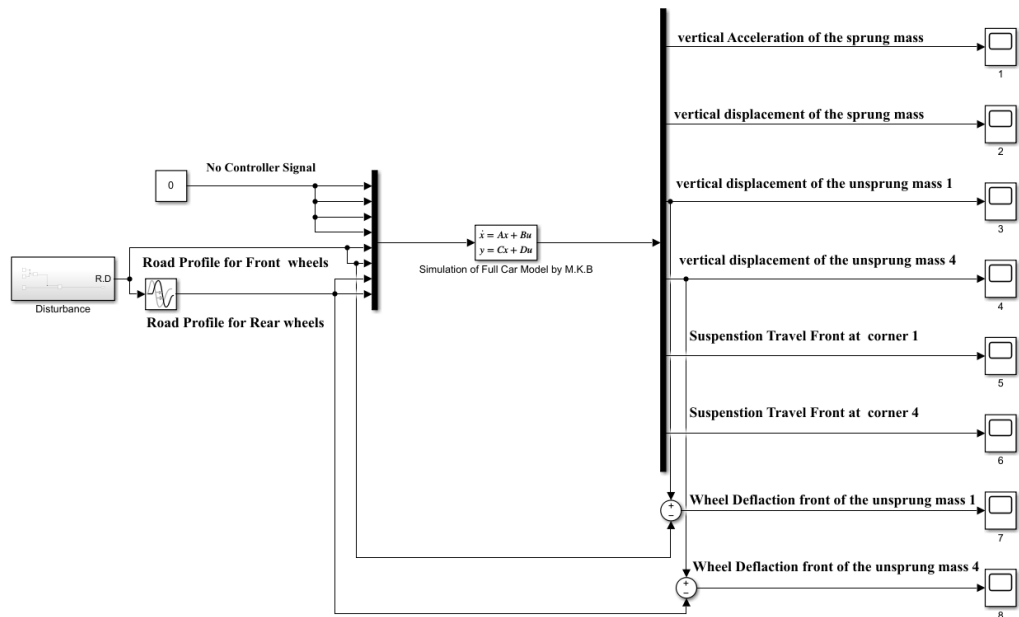 vertical Acceleration of the sprung mass
1
vertical displacement of the sprung mass
2
No Controller Signal
0
vertical displacement of the unsprung mass 1
3
ẋ = Ax + Bu
y = Cx + Du
Simulation of Full Car Model by M.K.B
R.D
Disturbance
Road Profile for Front wheels
Road Profile for Rear wheels
vertical displacement of the unsprung mass 4
4
Suspenstion Travel Front at corner 1
5
Suspenstion Travel Front at corner 4
6
Wheel Deflaction front of the unsprung mass 1
+
−
7
Wheel Deflaction front of the unsprung mass 4
+
−
8